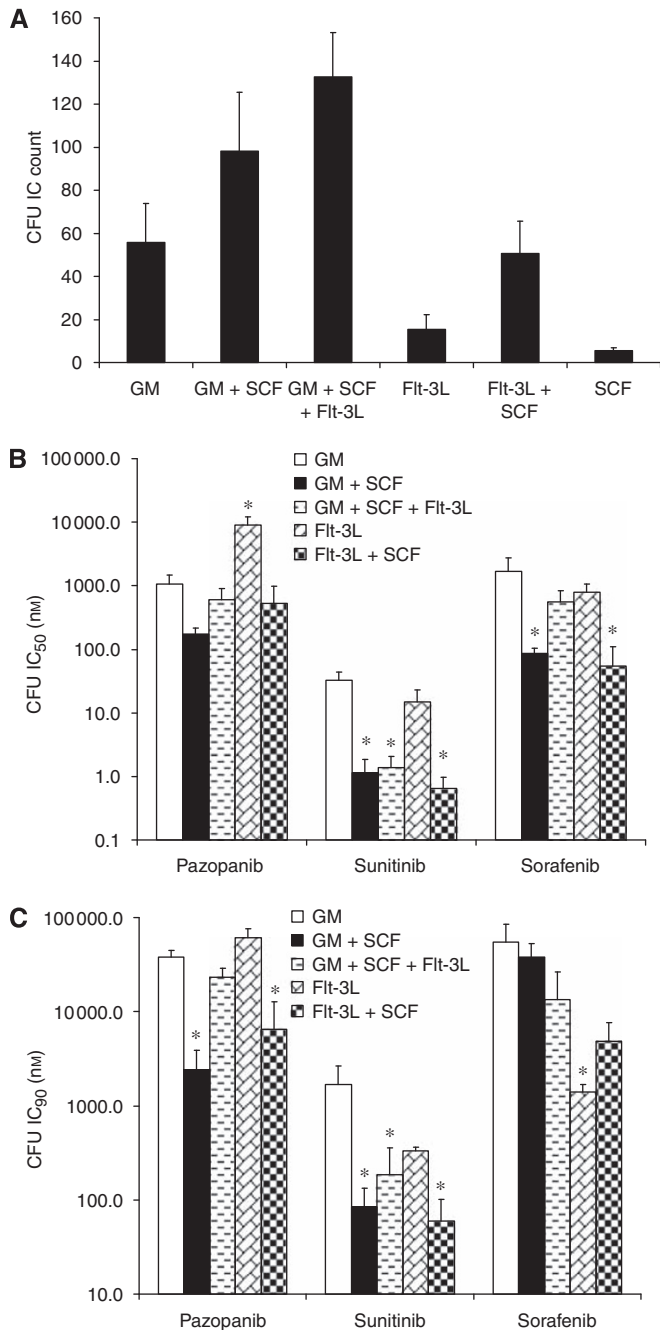 A
CFU IC count
160
140
120
100
80
60
40
20
0
GM
GM + SCF
GM + SCF
+ Flt-3L
Flt-3L
Flt-3L +
SCF
SCF
B
CFU IC50 (nM)
100 000.0
10000.0
1000.0
100.0
10.0
1.0
0.1
GM
GM + SCF
GM + SCF + Flt-3L
Flt-3L
Flt-3L + SCF
*
* * *
* *
Pazopanib
Sunitinib
Sorafenib
C
CFU IC90 (nM)
100 000.0
10000.0
1000.0
100.0
10.0
GM
GM + SCF
GM + SCF + Flt-3L
Flt-3L
Flt-3L + SCF
* *
* * *
*
Pazopanib
Sunitinib
Sorafenib